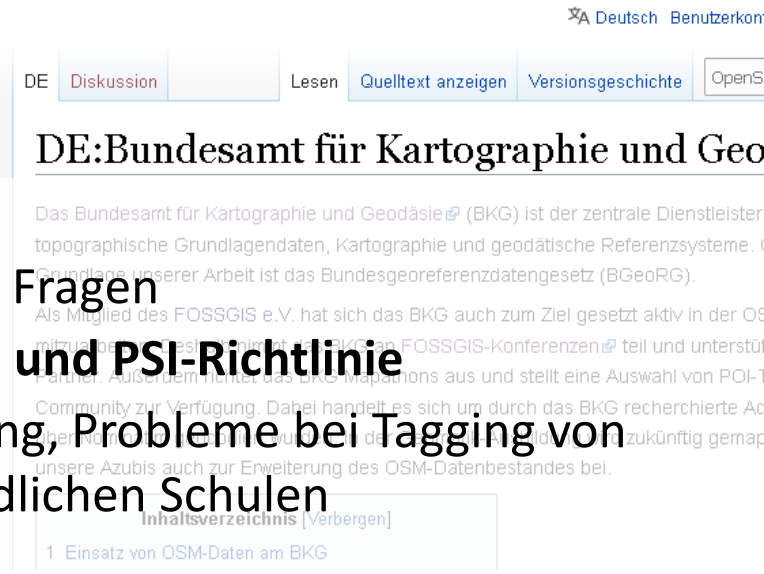 Deutsch Benutzerkon
DE Diskussion Lesen Quelltext anzeigen Versionsgeschichte OpenS
DE:Bundesamt für Kartographie und Geo
Das Bundesamt für Kartographie und Geodäsie (BKG) ist der zentrale Dienstleister
topographische Grundlagendaten, Kartographie und geodätische Referenzsysteme.
Grundlage unserer Arbeit ist das Bundesgeoreferenzdatengesetz (BGeoRG).
Fragen
Als Mitglied des FOSSGIS e.V. hat sich das BKG auch zum Ziel gesetzt aktiv in der OS
das BKG an FOSSGIS-Konferenzen teil und unterstüt
und PSI-Richtlinie
Partner. Außerdem richtet das BKG Mapathons aus und stellt eine Auswahl von POI-T
Community zur Verfügung. Dabei handelt es sich um durch das BKG recherchierte Ad
ng, Probleme bei Tagging von
zukünftig gemap
unsere Azubis auch zur Erweiterung des OSM-Datenbestandes bei.
dlichen Schulen
Inhaltsverzeichnis [Verbergen]
1 Einsatz von OSM-Daten am BKG